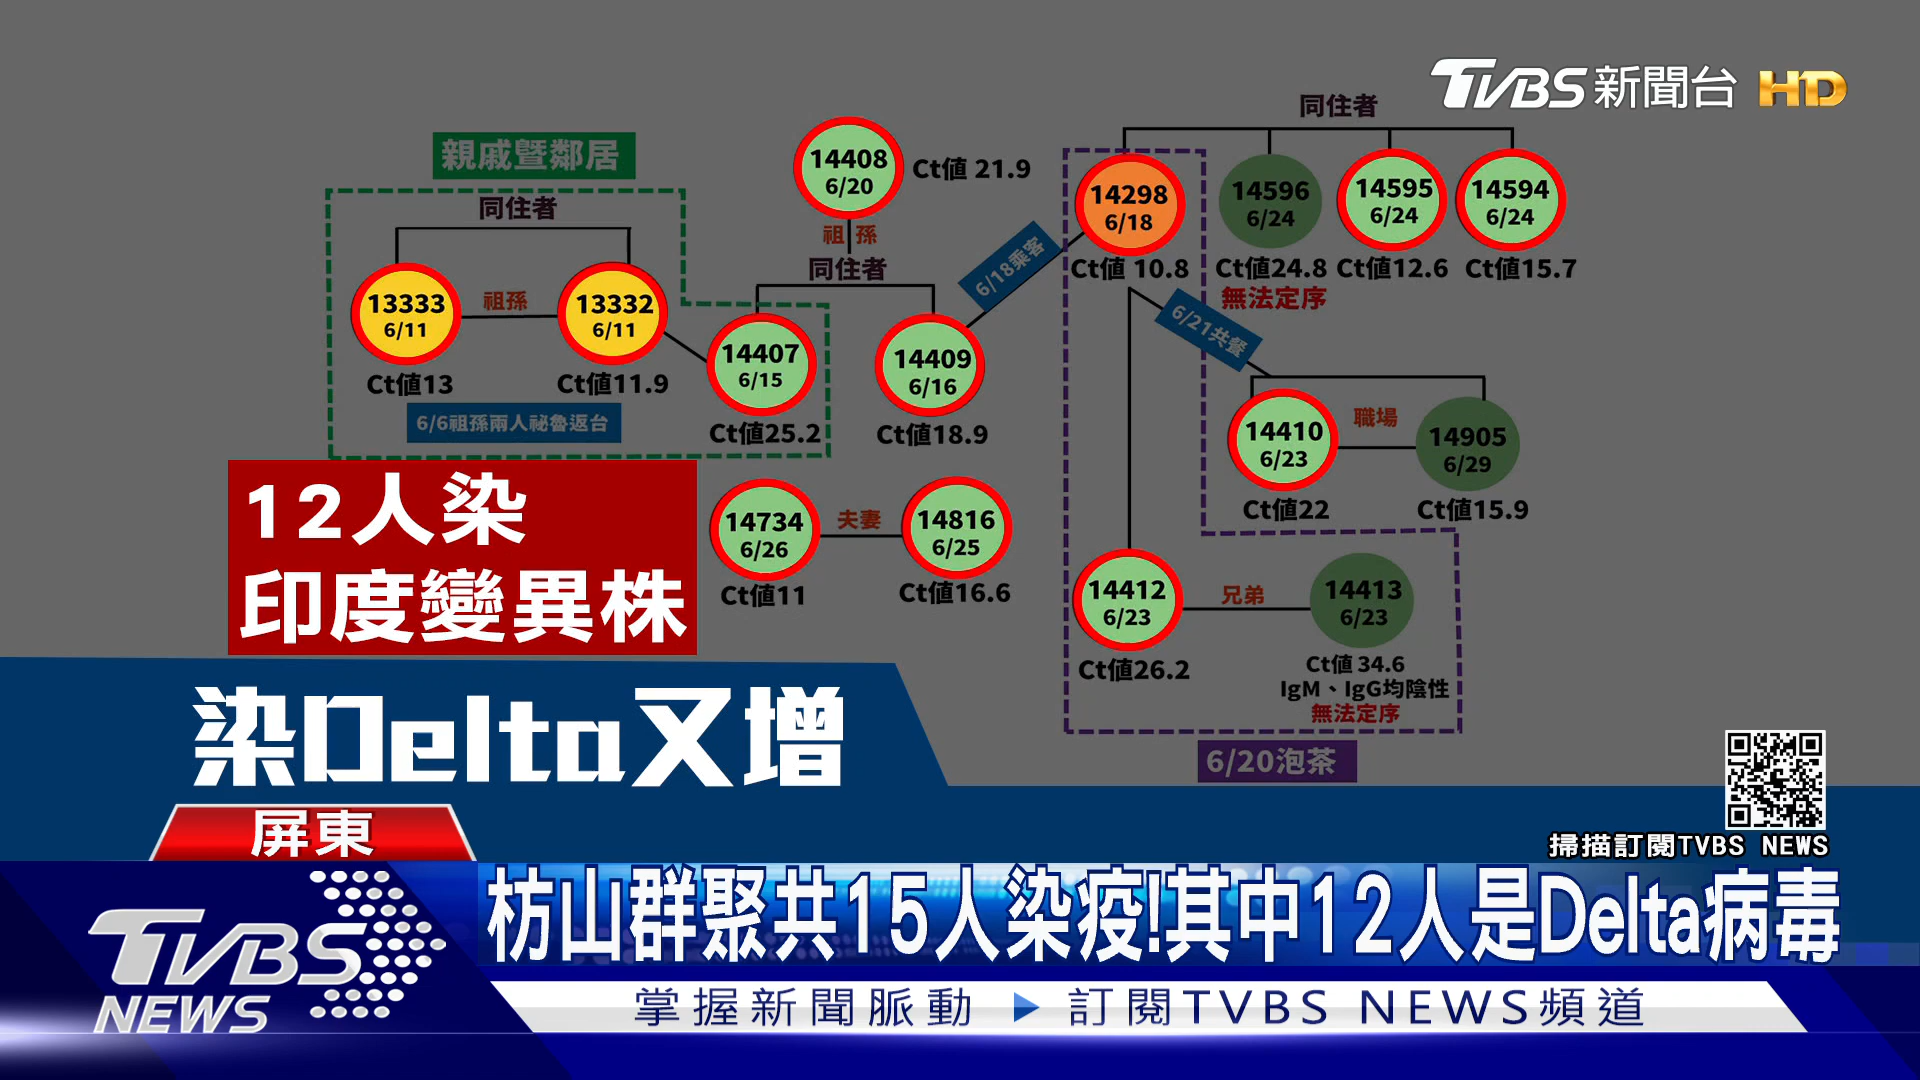 TVBS新聞台 HD
親戚暨鄰居
同住者
13333
6/11
祖孫
13332
6/11
Ct值13
Ct值11.9
6/6祖孫兩人祕魯返台
14408
6/20
Ct值 21.9
祖孫
同住者
14407
6/15
Ct值25.2
14409
6/16
Ct值18.9
6/18乘客
14734
6/26
Ct值11
夫妻
14816
6/25
Ct值16.6
同住者
14298
6/18
Ct值 10.8
14596
6/24
Ct值24.8
無法定序
14595
6/24
Ct值12.6
14594
6/24
Ct值15.7
6/21共餐
14410
6/23
Ct值22
職場
14905
6/29
Ct值15.9
14412
6/23
Ct值26.2
兄弟
14413
6/23
Ct值 34.6
IgM、IgG均陰性
無法定序
6/20泡茶
12人染
印度變異株
染Delta又增
屏東
掃描訂閱TVBS NEWS
枋山群聚共15人染疫!其中12人是Delta病毒
TVBS
NEWS
掌握新聞脈動 ▶ 訂閱TVBS NEWS頻道